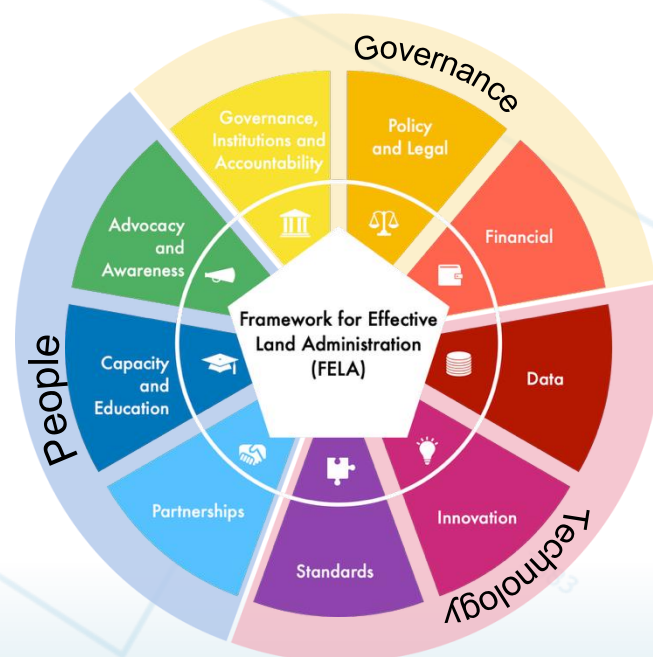 Governance
Governance,
Institutions and
Accountability
Policy
and Legal
Financial
Advocacy
and
Awareness
Framework for Effective
Land Administration
(FELA)
People
Capacity
and
Education
Data
Partnerships
Innovation
Standards
Technology